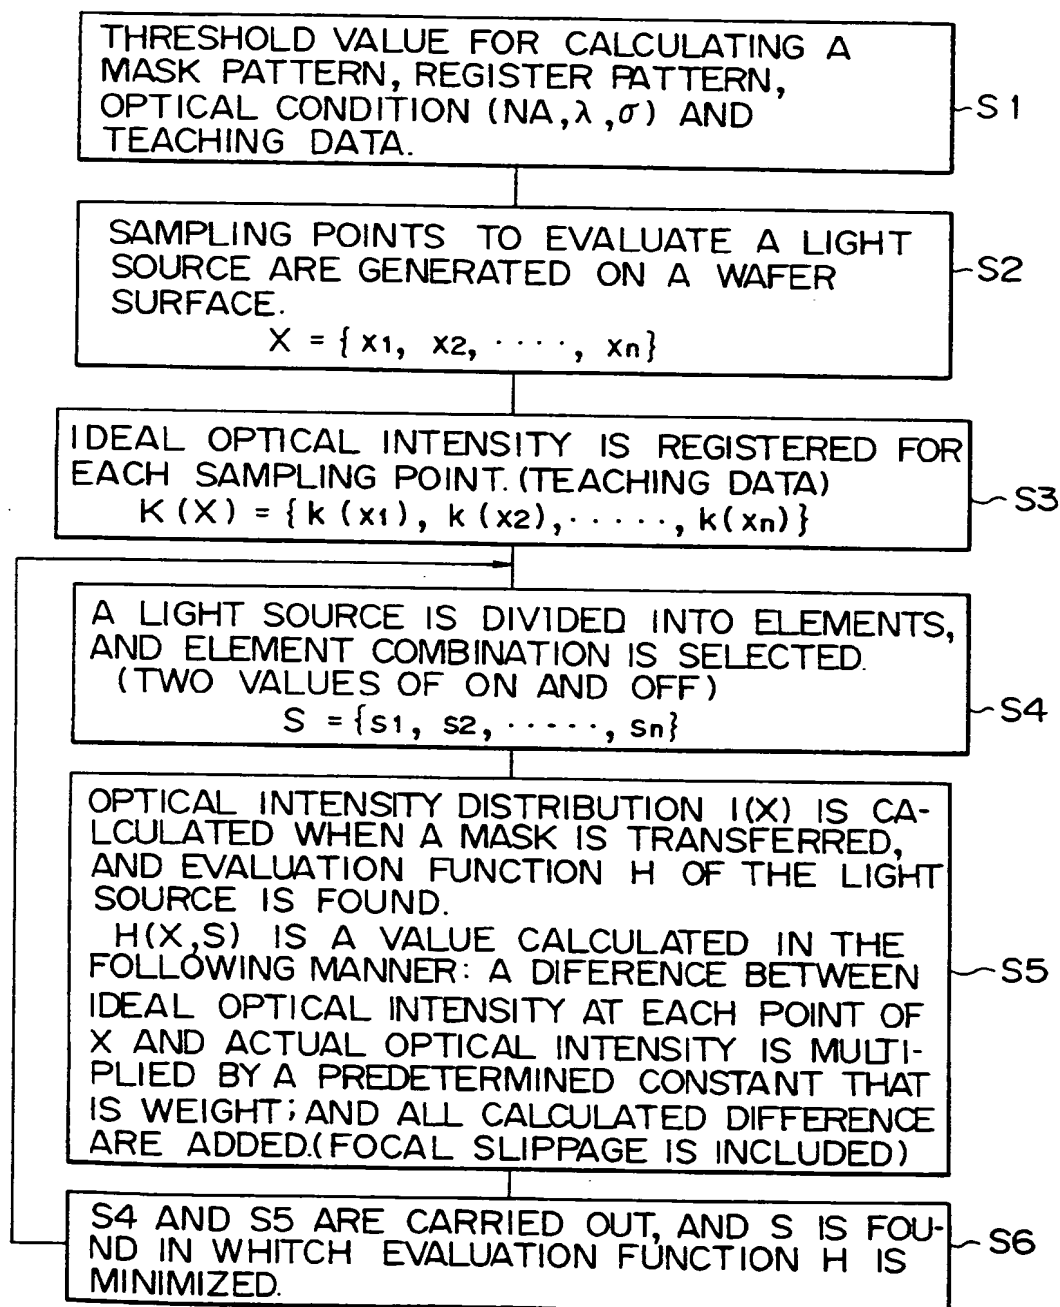 THRESHOLD VALUE FOR CALCULATING A
MASK PATTERN, REGISTER PATTERN,
OPTICAL CONDITION (NA, λ, σ) AND
TEACHING DATA.
S1
SAMPLING POINTS TO EVALUATE A LIGHT
SOURCE ARE GENERATED ON A WAFER
SURFACE.
X = {x1, x2, ····, xn}
S2
IDEAL OPTICAL INTENSITY IS REGISTERED FOR
EACH SAMPLING POINT. (TEACHING DATA)
K(X) = {k(x1), k(x2), ·····, k(xn)}
S3
A LIGHT SOURCE IS DIVIDED INTO ELEMENTS,
AND ELEMENT COMBINATION IS SELECTED.
(TWO VALUES OF ON AND OFF)
S = {s1, s2, ·····, sn}
S4
OPTICAL INTENSITY DISTRIBUTION I(X) IS CA-
LCULATED WHEN A MASK IS TRANSFERRED,
AND EVALUATION FUNCTION H OF THE LIGHT
SOURCE IS FOUND.
H(X,S) IS A VALUE CALCULATED IN THE
FOLLOWING MANNER: A DIFERENCE BETWEEN
IDEAL OPTICAL INTENSITY AT EACH POINT OF
X AND ACTUAL OPTICAL INTENSITY IS MULTI-
PLIED BY A PREDETERMINED CONSTANT THAT
IS WEIGHT; AND ALL CALCULATED DIFFERENCE
ARE ADDED. (FOCAL SLIPPAGE IS INCLUDED)
S5
S4 AND S5 ARE CARRIED OUT, AND S IS FOU-
ND IN WHITCH EVALUATION FUNCTION H IS
MINIMIZED.
S6